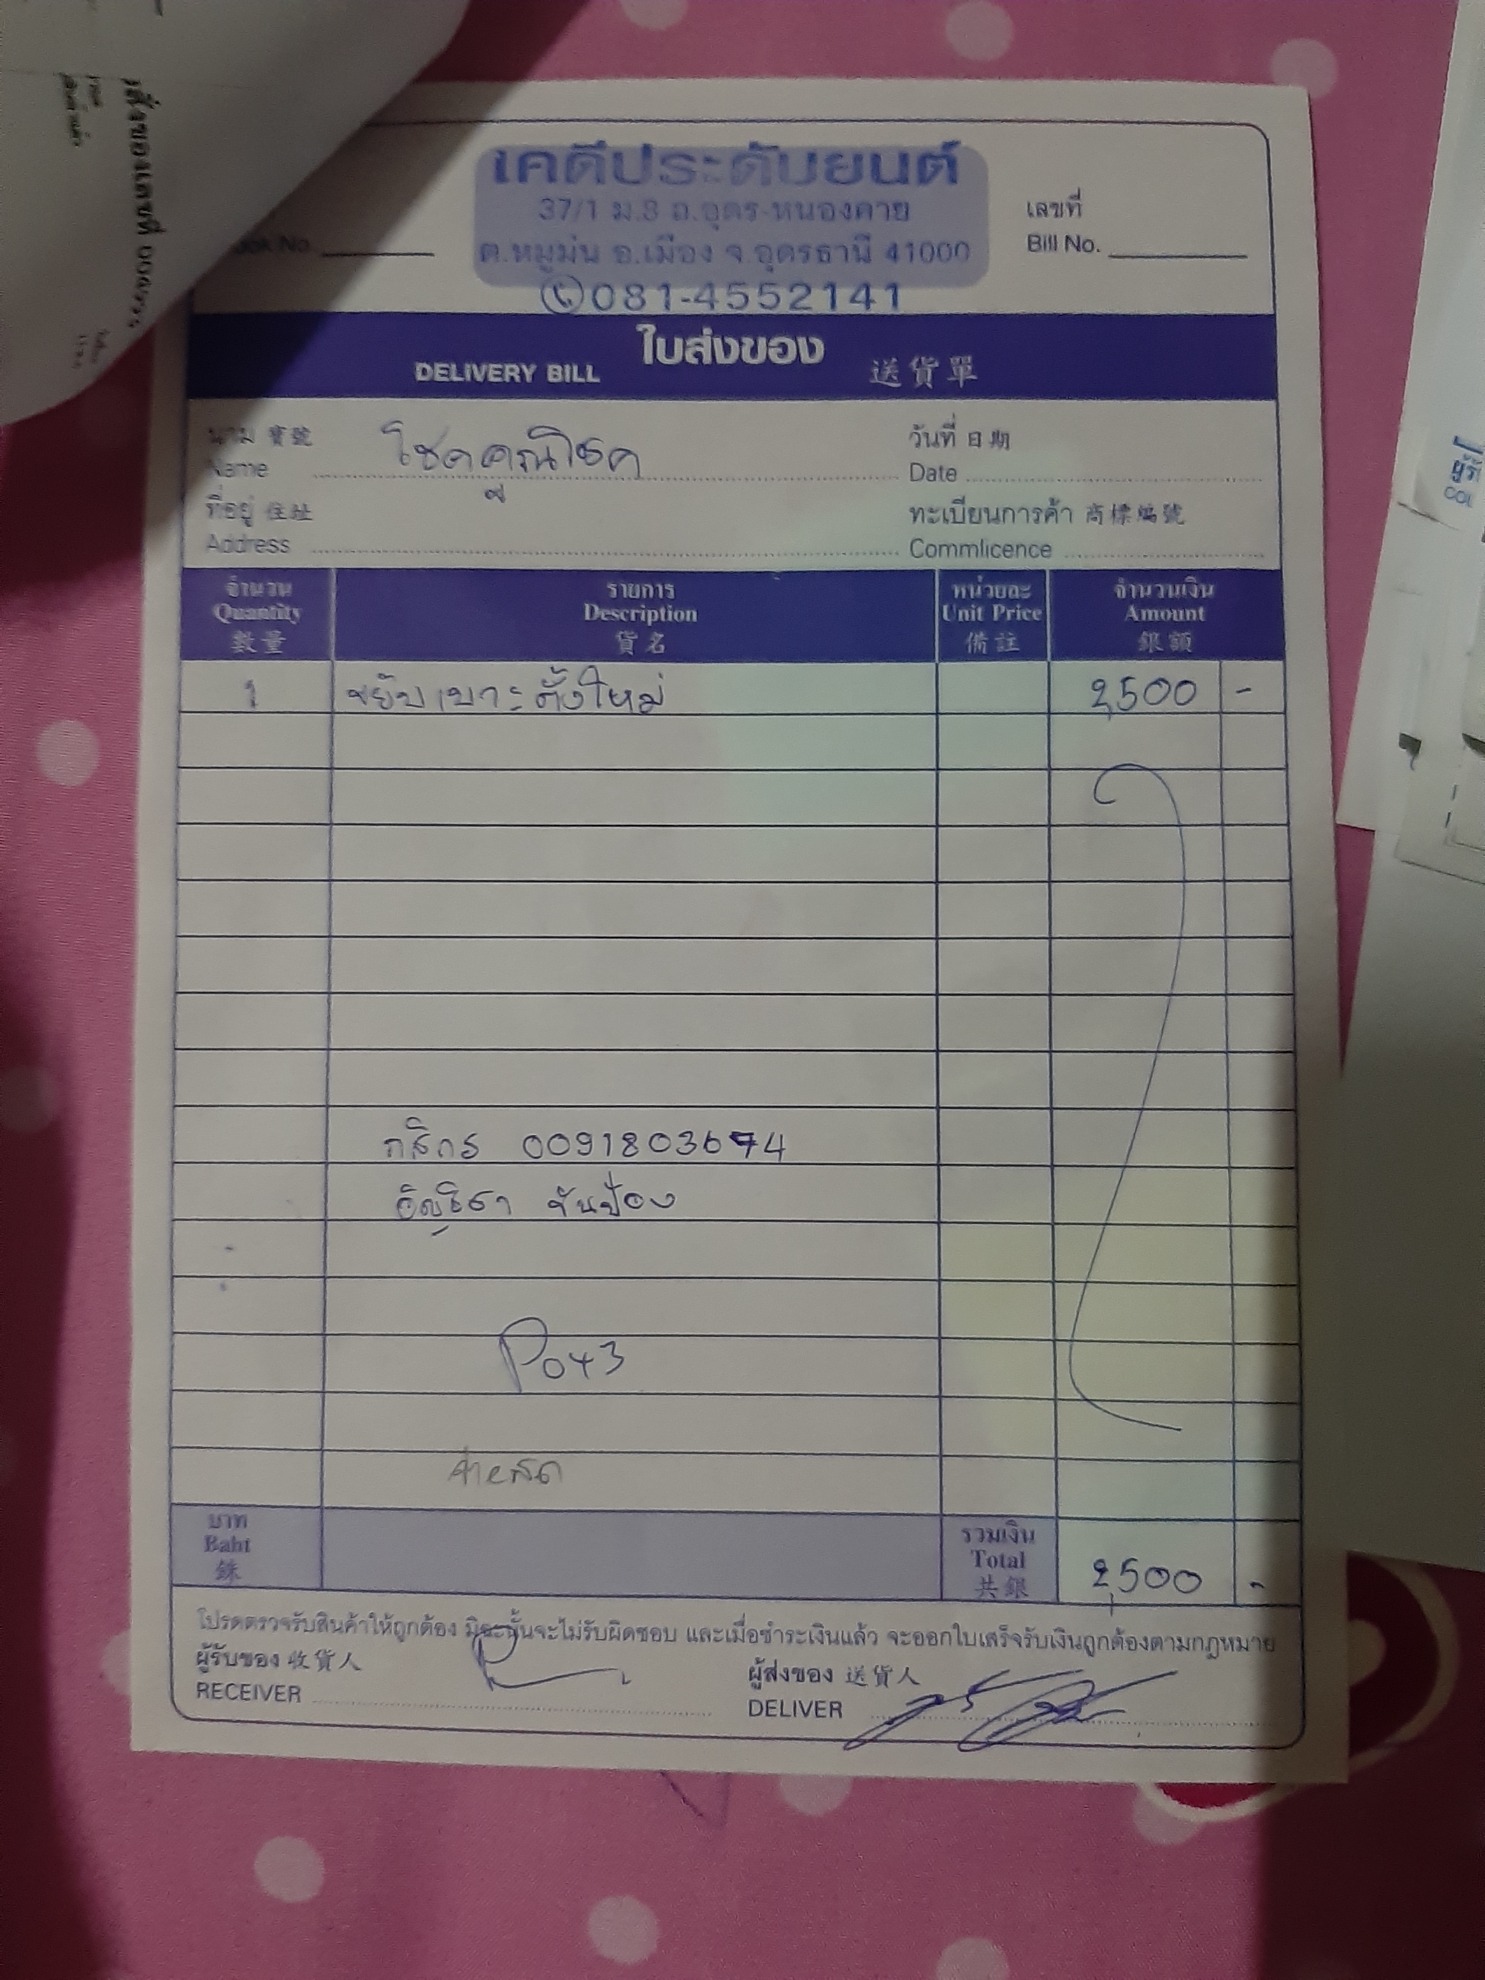 เคดีประดับยนต์
37/1 ม.8 ถ.อุดร-หนองคาย
ต.หมูม่น อ.เมือง จ.อุดรธานี 41000
081-4552141
เลขที่
Bill No.
ใบส่งของ
DELIVERY BILL 送貨單
นาม 寶號
Name
วันที่ 日期
Date
ที่อยู่ 住址
Address
ทะเบียนการค้า 商標編號
Commlicence
จำนวน รายการ หน่วยละ จำนวนเงิน
Quantity Description Unit Price Amount
數量 貨名 備註 銀額
1 ขยับเบาะตั้งใหม่ 2,500 -
กสิกร 0091803674
จันป้อง
P043
บาท
Baht
銖
รวมเงิน
Total
共銀
2,500 -
โปรดตรวจรับสินค้าให้ถูกต้อง มิฉะนั้นจะไม่รับผิดชอบ และเมื่อชำระเงินแล้ว จะออกใบเสร็จรับเงินถูกต้องตามกฎหมาย
ผู้รับของ 收貨人
RECEIVER
ผู้ส่งของ 送貨人
DELIVER